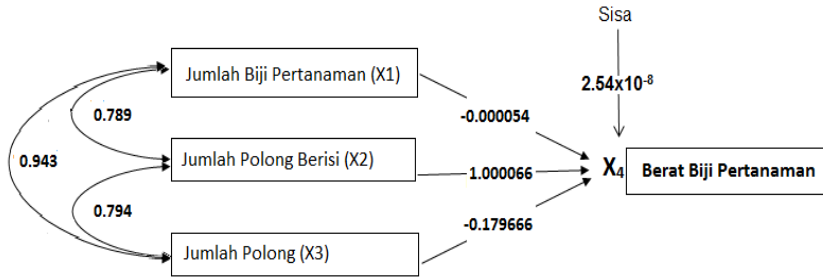 Sisa
Jumlah Biji Pertanaman (X1)
2.54x10⁻⁸
0.789
-0.000054
0.943
Jumlah Polong Berisi (X2)
1.000066
X₄
Berat Biji Pertanaman
0.794
-0.179666
Jumlah Polong (X3)